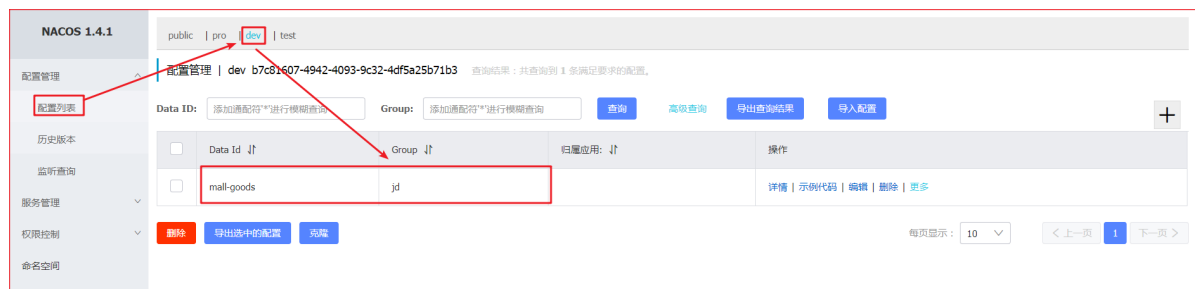 NACOS 1.4.1
public | pro | dev | test
配置管理
配置管理 | dev b7c81607-4942-4093-9c32-4df5a25b71b3 查询结果：共查询到 1 条满足要求的配置。
配置列表
Data ID: 添加通配符'*'进行模糊查询 Group: 添加通配符'*'进行模糊查询 查询 高级查询 导出查询结果 导入配置 +
历史版本
Data Id Group 归属应用: 操作
监听查询
mall-goods jd 详情 | 示例代码 | 编辑 | 删除 | 更多
服务管理
权限控制
删除 导出选中的配置 克隆 每页显示： 10 < 上一页 1 下一页 >
命名空间